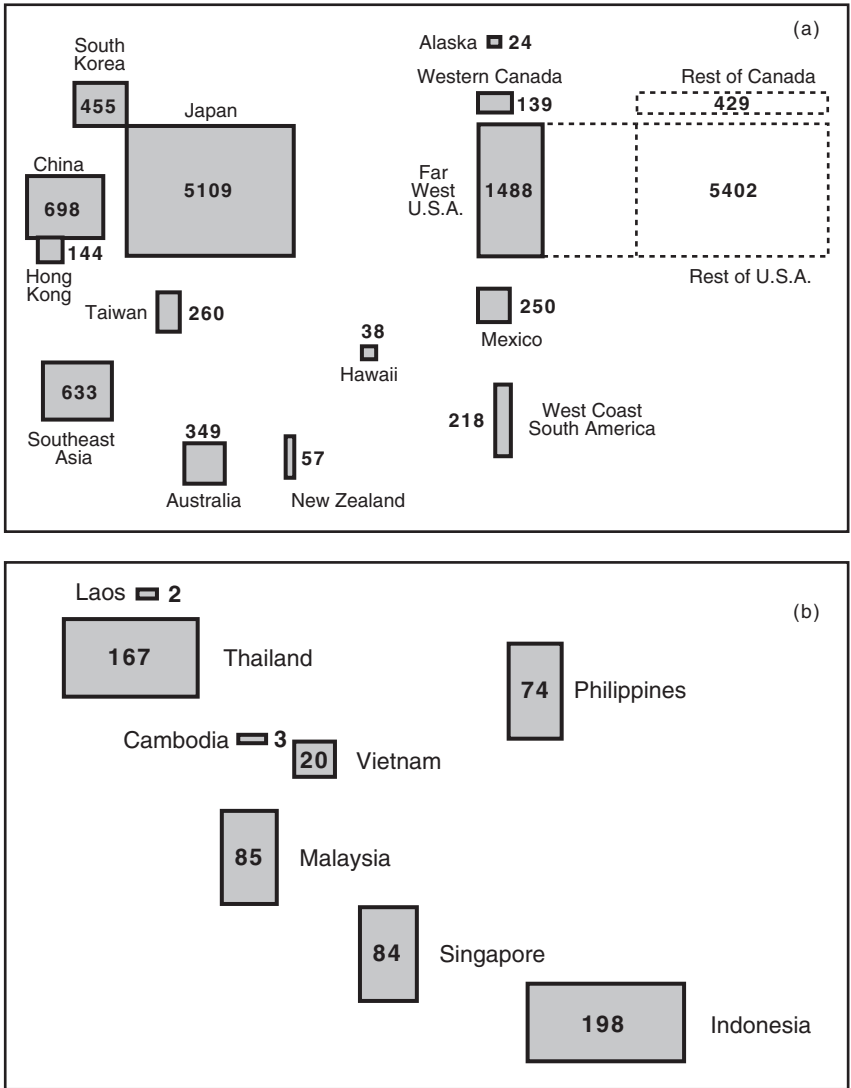 (a)
South
Korea
455
Japan
5109
China
698
144
Hong
Kong
Taiwan
260
633
Southeast
Asia
349
Australia
57
New Zealand
38
Hawaii
Alaska
24
Western Canada
139
Rest of Canada
429
Far
West
U.S.A.
1488
5402
Rest of U.S.A.
250
Mexico
218
West Coast
South America
(b)
Laos
2
167
Thailand
74
Philippines
Cambodia
3
20
Vietnam
85
Malaysia
84
Singapore
198
Indonesia